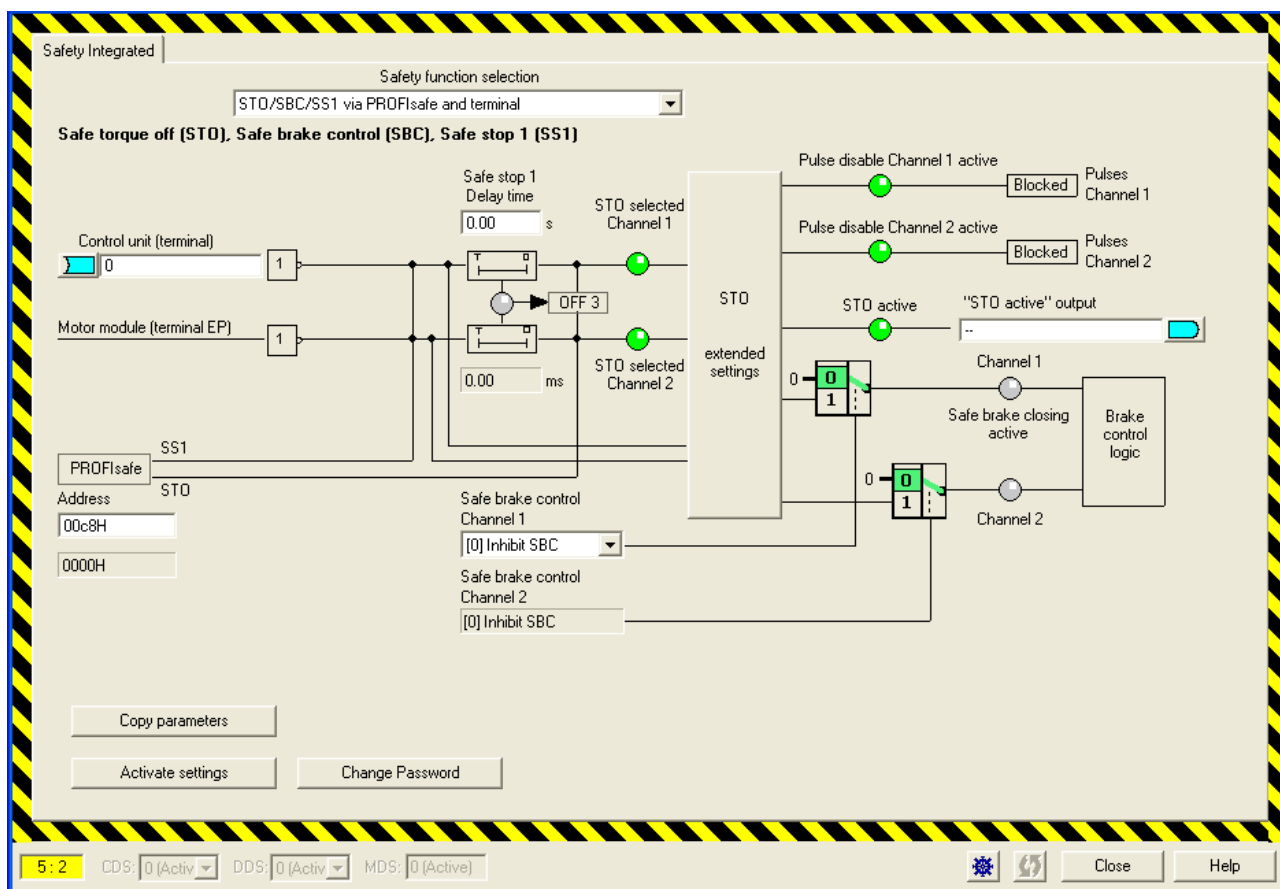 Safety Integrated
Safety function selection
STO/SBC/SS1 via PROFIsafe and terminal
Safe torque off (STO), Safe brake control (SBC), Safe stop 1 (SS1)
Safe stop 1
Delay time
0.00 s
STO selected
Channel 1
Pulse disable Channel 1 active
Blocked
Pulses
Channel 1
Pulse disable Channel 2 active
Blocked
Pulses
Channel 2
Control unit (terminal)
0
1
T 0
OFF 3
STO
extended
settings
STO active
"STO active" output
--
Motor module (terminal EP)
1
T 0
0.00 ms
STO selected
Channel 2
0
0
1
Channel 1
Safe brake closing
active
Brake
control
logic
0
0
1
Channel 2
PROFIsafe
SS1
STO
Address
00c8H
0000H
Safe brake control
Channel 1
[0] Inhibit SBC
Safe brake control
Channel 2
[0] Inhibit SBC
Copy parameters
Activate settings
Change Password
5 : 2
CDS: 0 (Activ
DDS: 0 (Activ
MDS: 0 (Active)
Close
Help